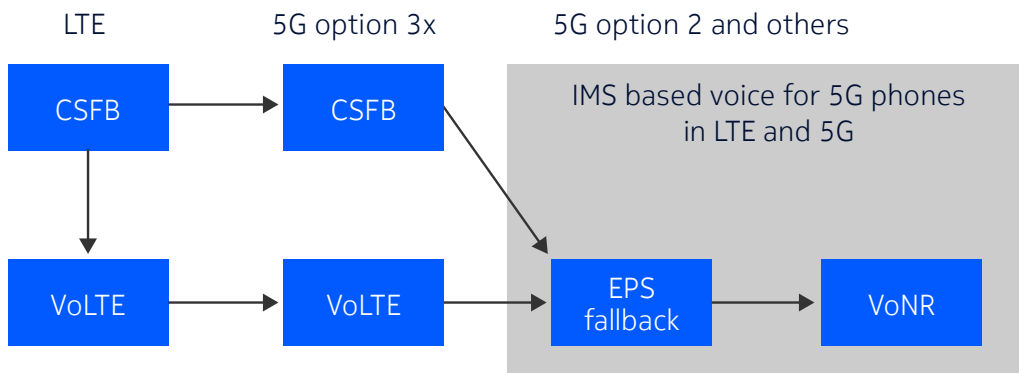 LTE
5G option 3x
5G option 2 and others
IMS based voice for 5G phones
in LTE and 5G
CSFB
CSFB
VoLTE
VoLTE
EPS
fallback
VoNR